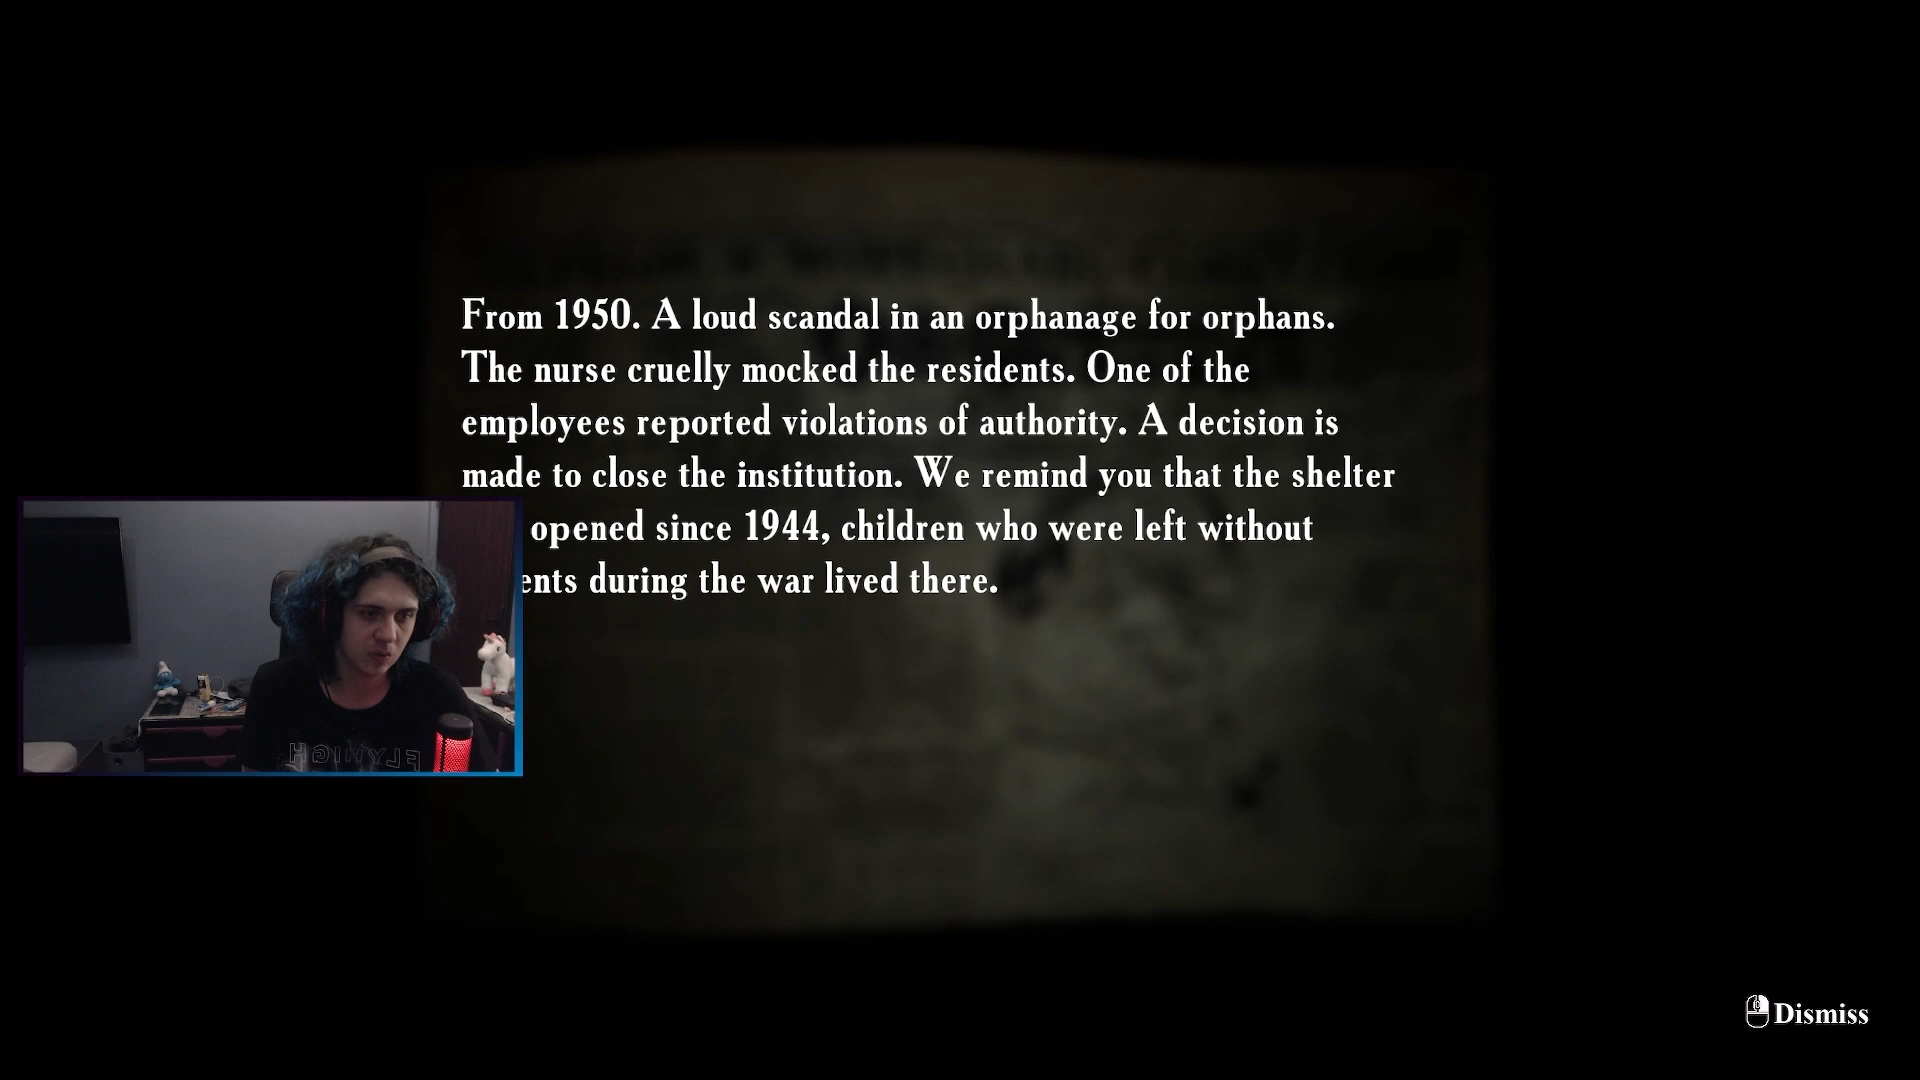 From 1950. A loud scandal in an orphanage for orphans.
The nurse cruelly mocked the residents. One of the
employees reported violations of authority. A decision is
made to close the institution. We remind you that the shelter
opened since 1944, children who were left without
ents during the war lived there.
FLYHIGH
Dismiss